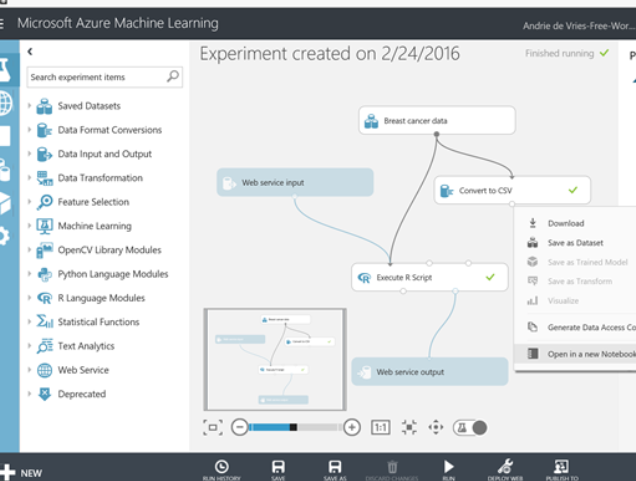 Microsoft Azure Machine Learning
Andrie de Vries-Free-Wor...
Search experiment items
Saved Datasets
Data Format Conversions
Data Input and Output
Data Transformation
Feature Selection
Machine Learning
OpenCV Library Modules
Python Language Modules
R Language Modules
Statistical Functions
Text Analytics
Web Service
Deprecated
Experiment created on 2/24/2016
Finished running
P
Breast cancer data
Web service input
Convert to CSV
Execute R Script
Web service output
Download
Save as Dataset
Save as Trained Model
Save as Transform
Visualize
Generate Data Access Co
Open in a new Notebook
1:1
NEW
RUN HISTORY
SAVE
SAVE AS
DISCARD CHANGES
RUN
DEPLOY WEB
PUBLISH TO